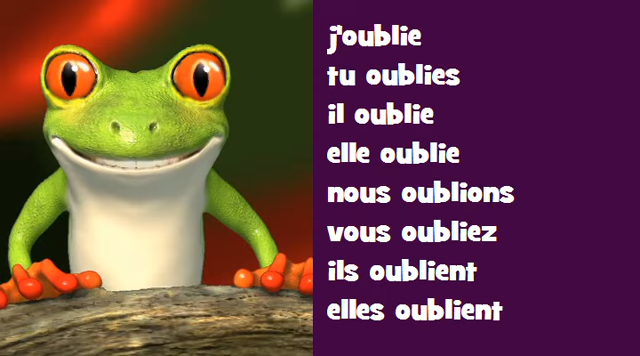 j'oublie
tu oublies
il oublie
elle oublie
nous oublions
vous oubliez
ils oublient
elles oublient